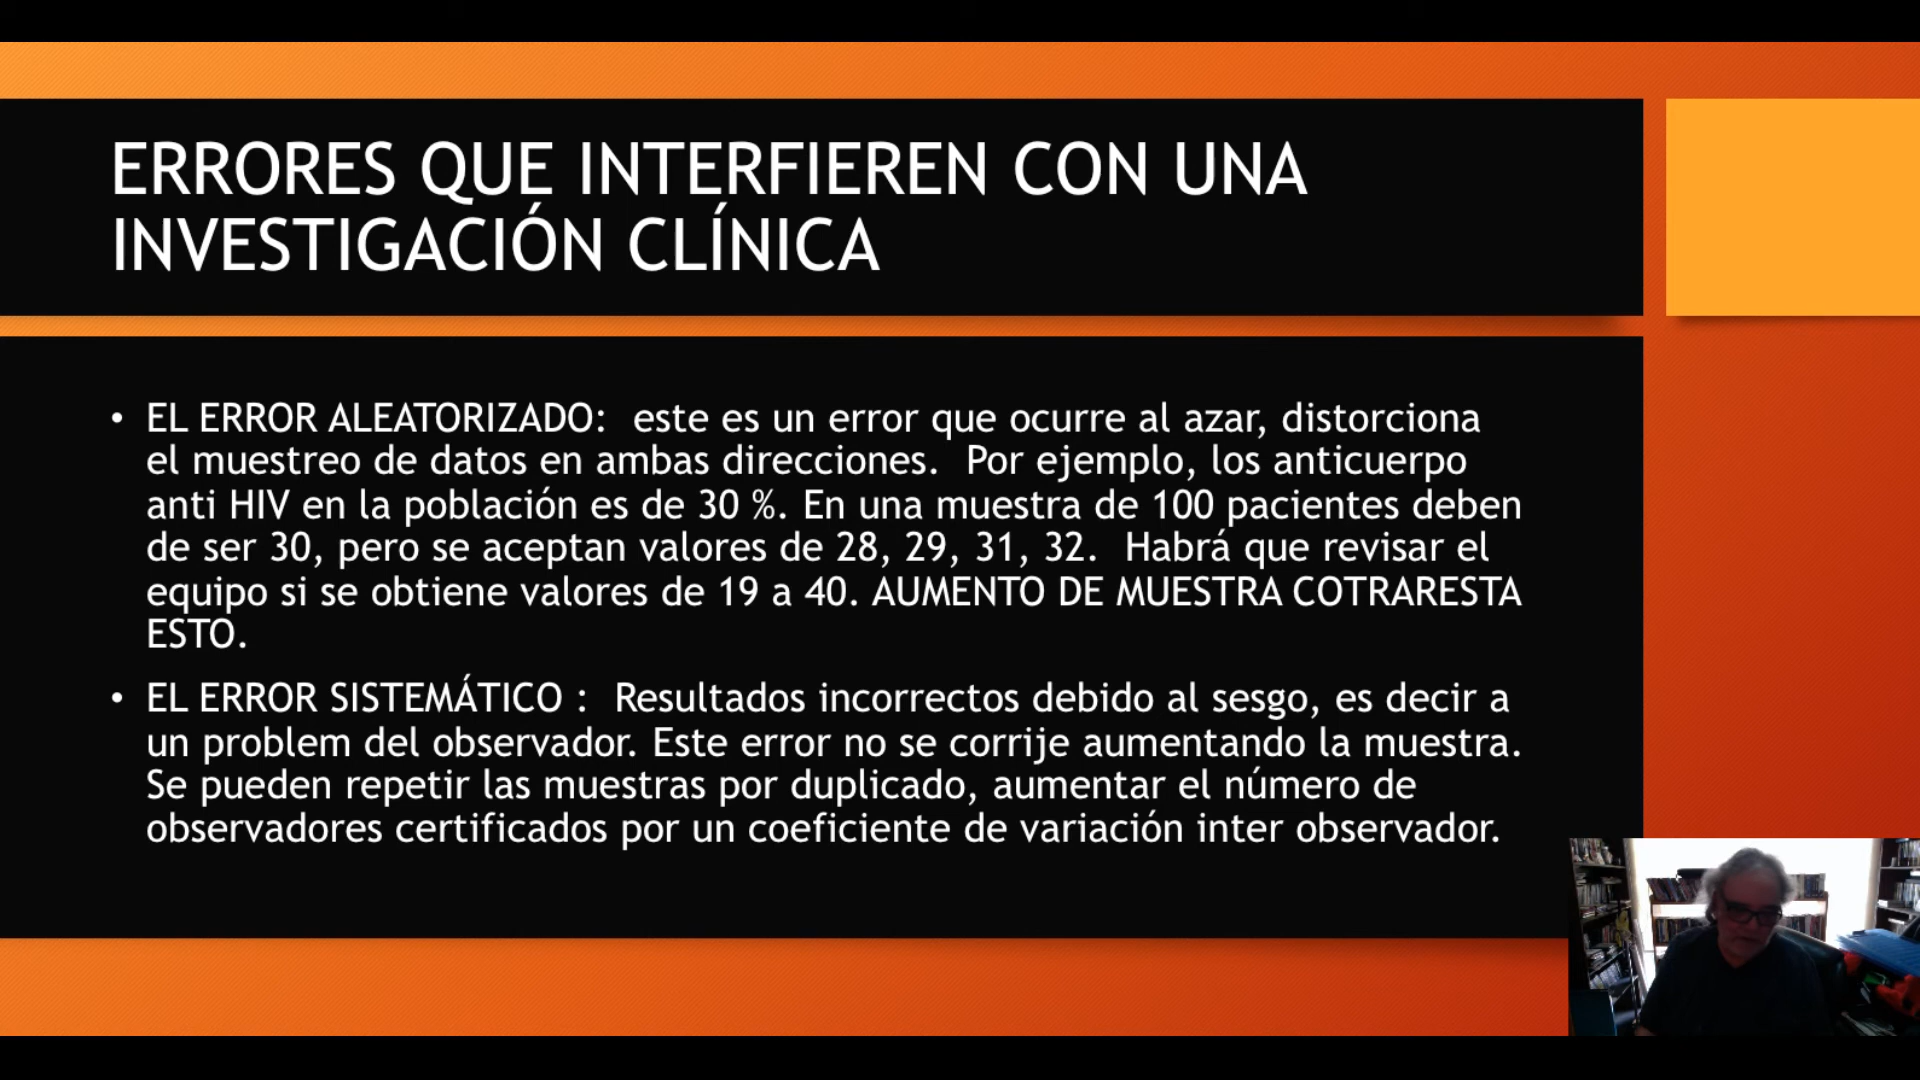 ERRORES QUE INTERFIEREN CON UNA
INVESTIGACIÓN CLÍNICA
• EL ERROR ALEATORIZADO:  este es un error que ocurre al azar, distorciona
el muestreo de datos en ambas direcciones.  Por ejemplo, los anticuerpo
anti HIV en la población es de 30 %. En una muestra de 100 pacientes deben
de ser 30, pero se aceptan valores de 28, 29, 31, 32.  Habrá que revisar el
equipo si se obtiene valores de 19 a 40. AUMENTO DE MUESTRA COTRARESTA
ESTO.
• EL ERROR SISTEMÁTICO :  Resultados incorrectos debido al sesgo, es decir a
un problem del observador. Este error no se corrije aumentando la muestra.
Se pueden repetir las muestras por duplicado, aumentar el número de
observadores certificados por un coeficiente de variación inter observador.